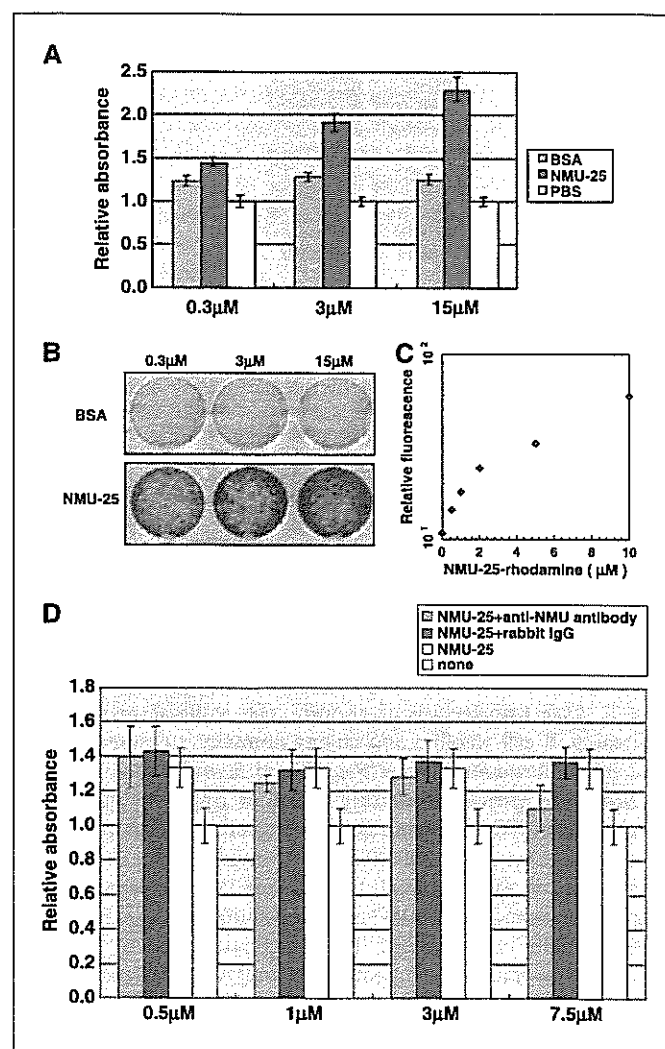 A
Relative absorbance
2.5
2.0
1.5
1.0
0.5
0.0
0.3μM
3μM
15μM
BSA
NMU-25
PBS
B
0.3μM
3μM
15μM
BSA
NMU-25
C
Relative fluorescence
10²
10¹
0
2
4
6
8
10
NMU-25-rhodamine ( μM )
D
NMU-25+anti-NMU antibody
NMU-25+rabbit IgG
NMU-25
none
Relative absorbance
1.8
1.6
1.4
1.2
1.0
0.8
0.6
0.4
0.2
0.0
0.5μM
1μM
3μM
7.5μM